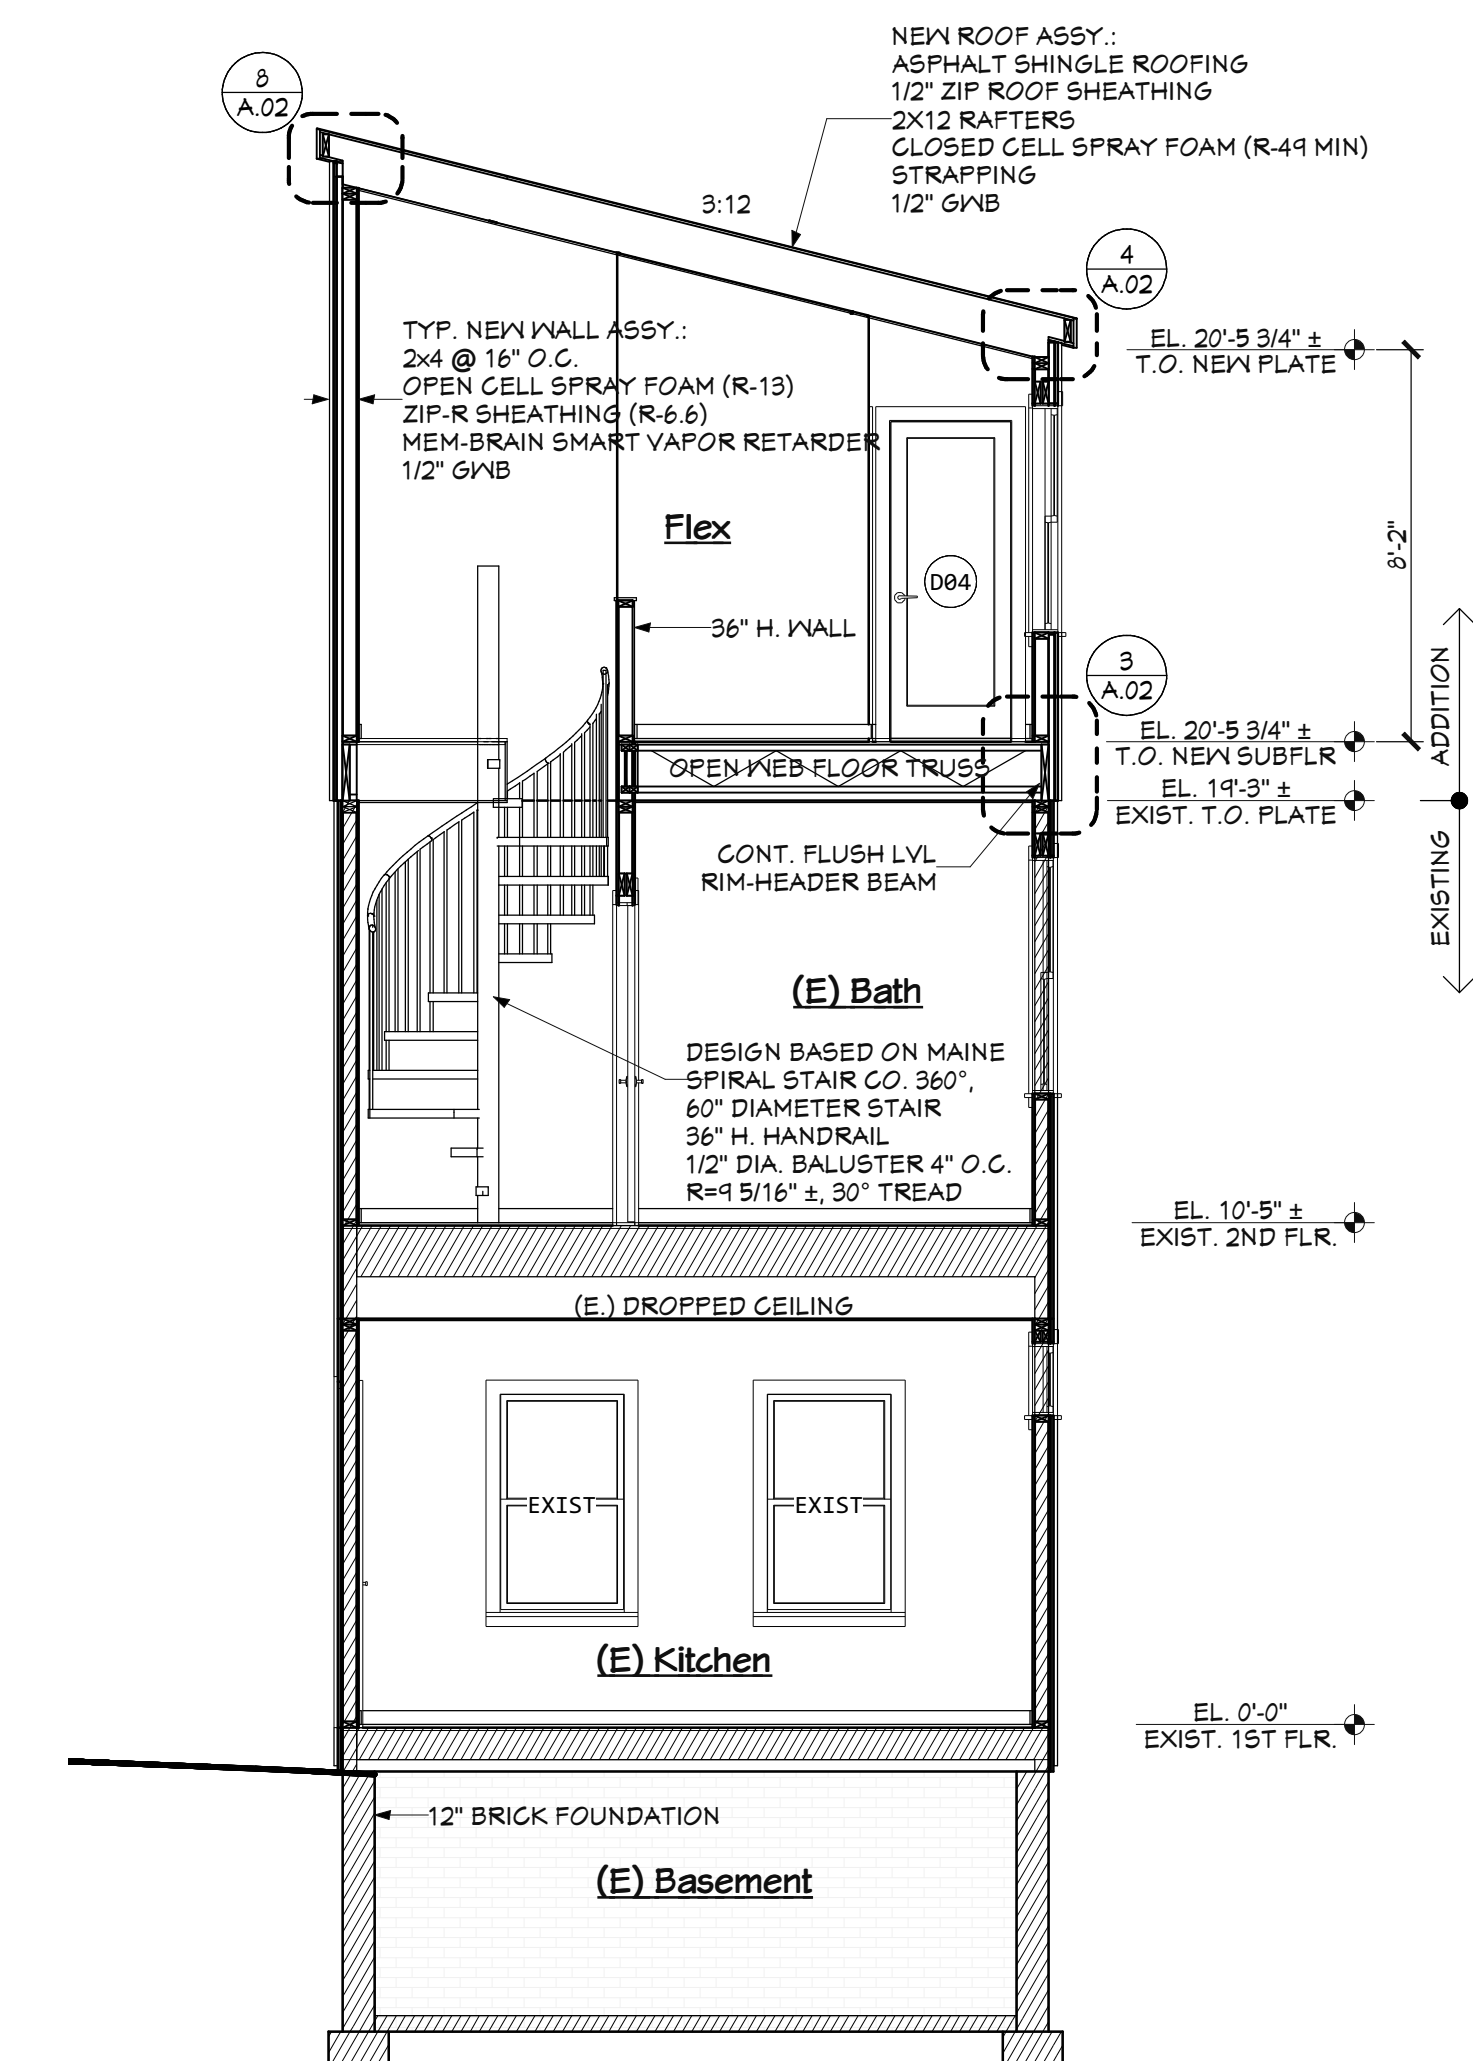 NEW ROOF ASSY.:
ASPHALT SHINGLE ROOFING
1/2" ZIP ROOF SHEATHING
2X12 RAFTERS
CLOSED CELL SPRAY FOAM (R-49 MIN)
STRAPPING
1/2" GWB
8
A.02
3:12
4
A.02
TYP. NEW WALL ASSY.:
2x4 @ 16" O.C.
OPEN CELL SPRAY FOAM (R-13)
ZIP-R SHEATHING (R-6.6)
MEM-BRAIN SMART VAPOR RETARDER
1/2" GWB
EL. 20'-5 3/4" ±
T.O. NEW PLATE
Flex
D04
8'-2"
36" H. WALL
3
A.02
ADDITION
EL. 20'-5 3/4" ±
T.O. NEW SUBFLR
OPEN WEB FLOOR TRUSS
EL. 19'-3" ±
EXIST. T.O. PLATE
CONT. FLUSH LVL
RIM-HEADER BEAM
EXISTING
(E) Bath
DESIGN BASED ON MAINE
SPIRAL STAIR CO. 360°,
60" DIAMETER STAIR
36" H. HANDRAIL
1/2" DIA. BALUSTER 4" O.C.
R=9 5/16" ±, 30° TREAD
EL. 10'-5" ±
EXIST. 2ND FLR.
(E.) DROPPED CEILING
EXIST
EXIST
(E) Kitchen
EL. 0'-0"
EXIST. 1ST FLR.
12" BRICK FOUNDATION
(E) Basement